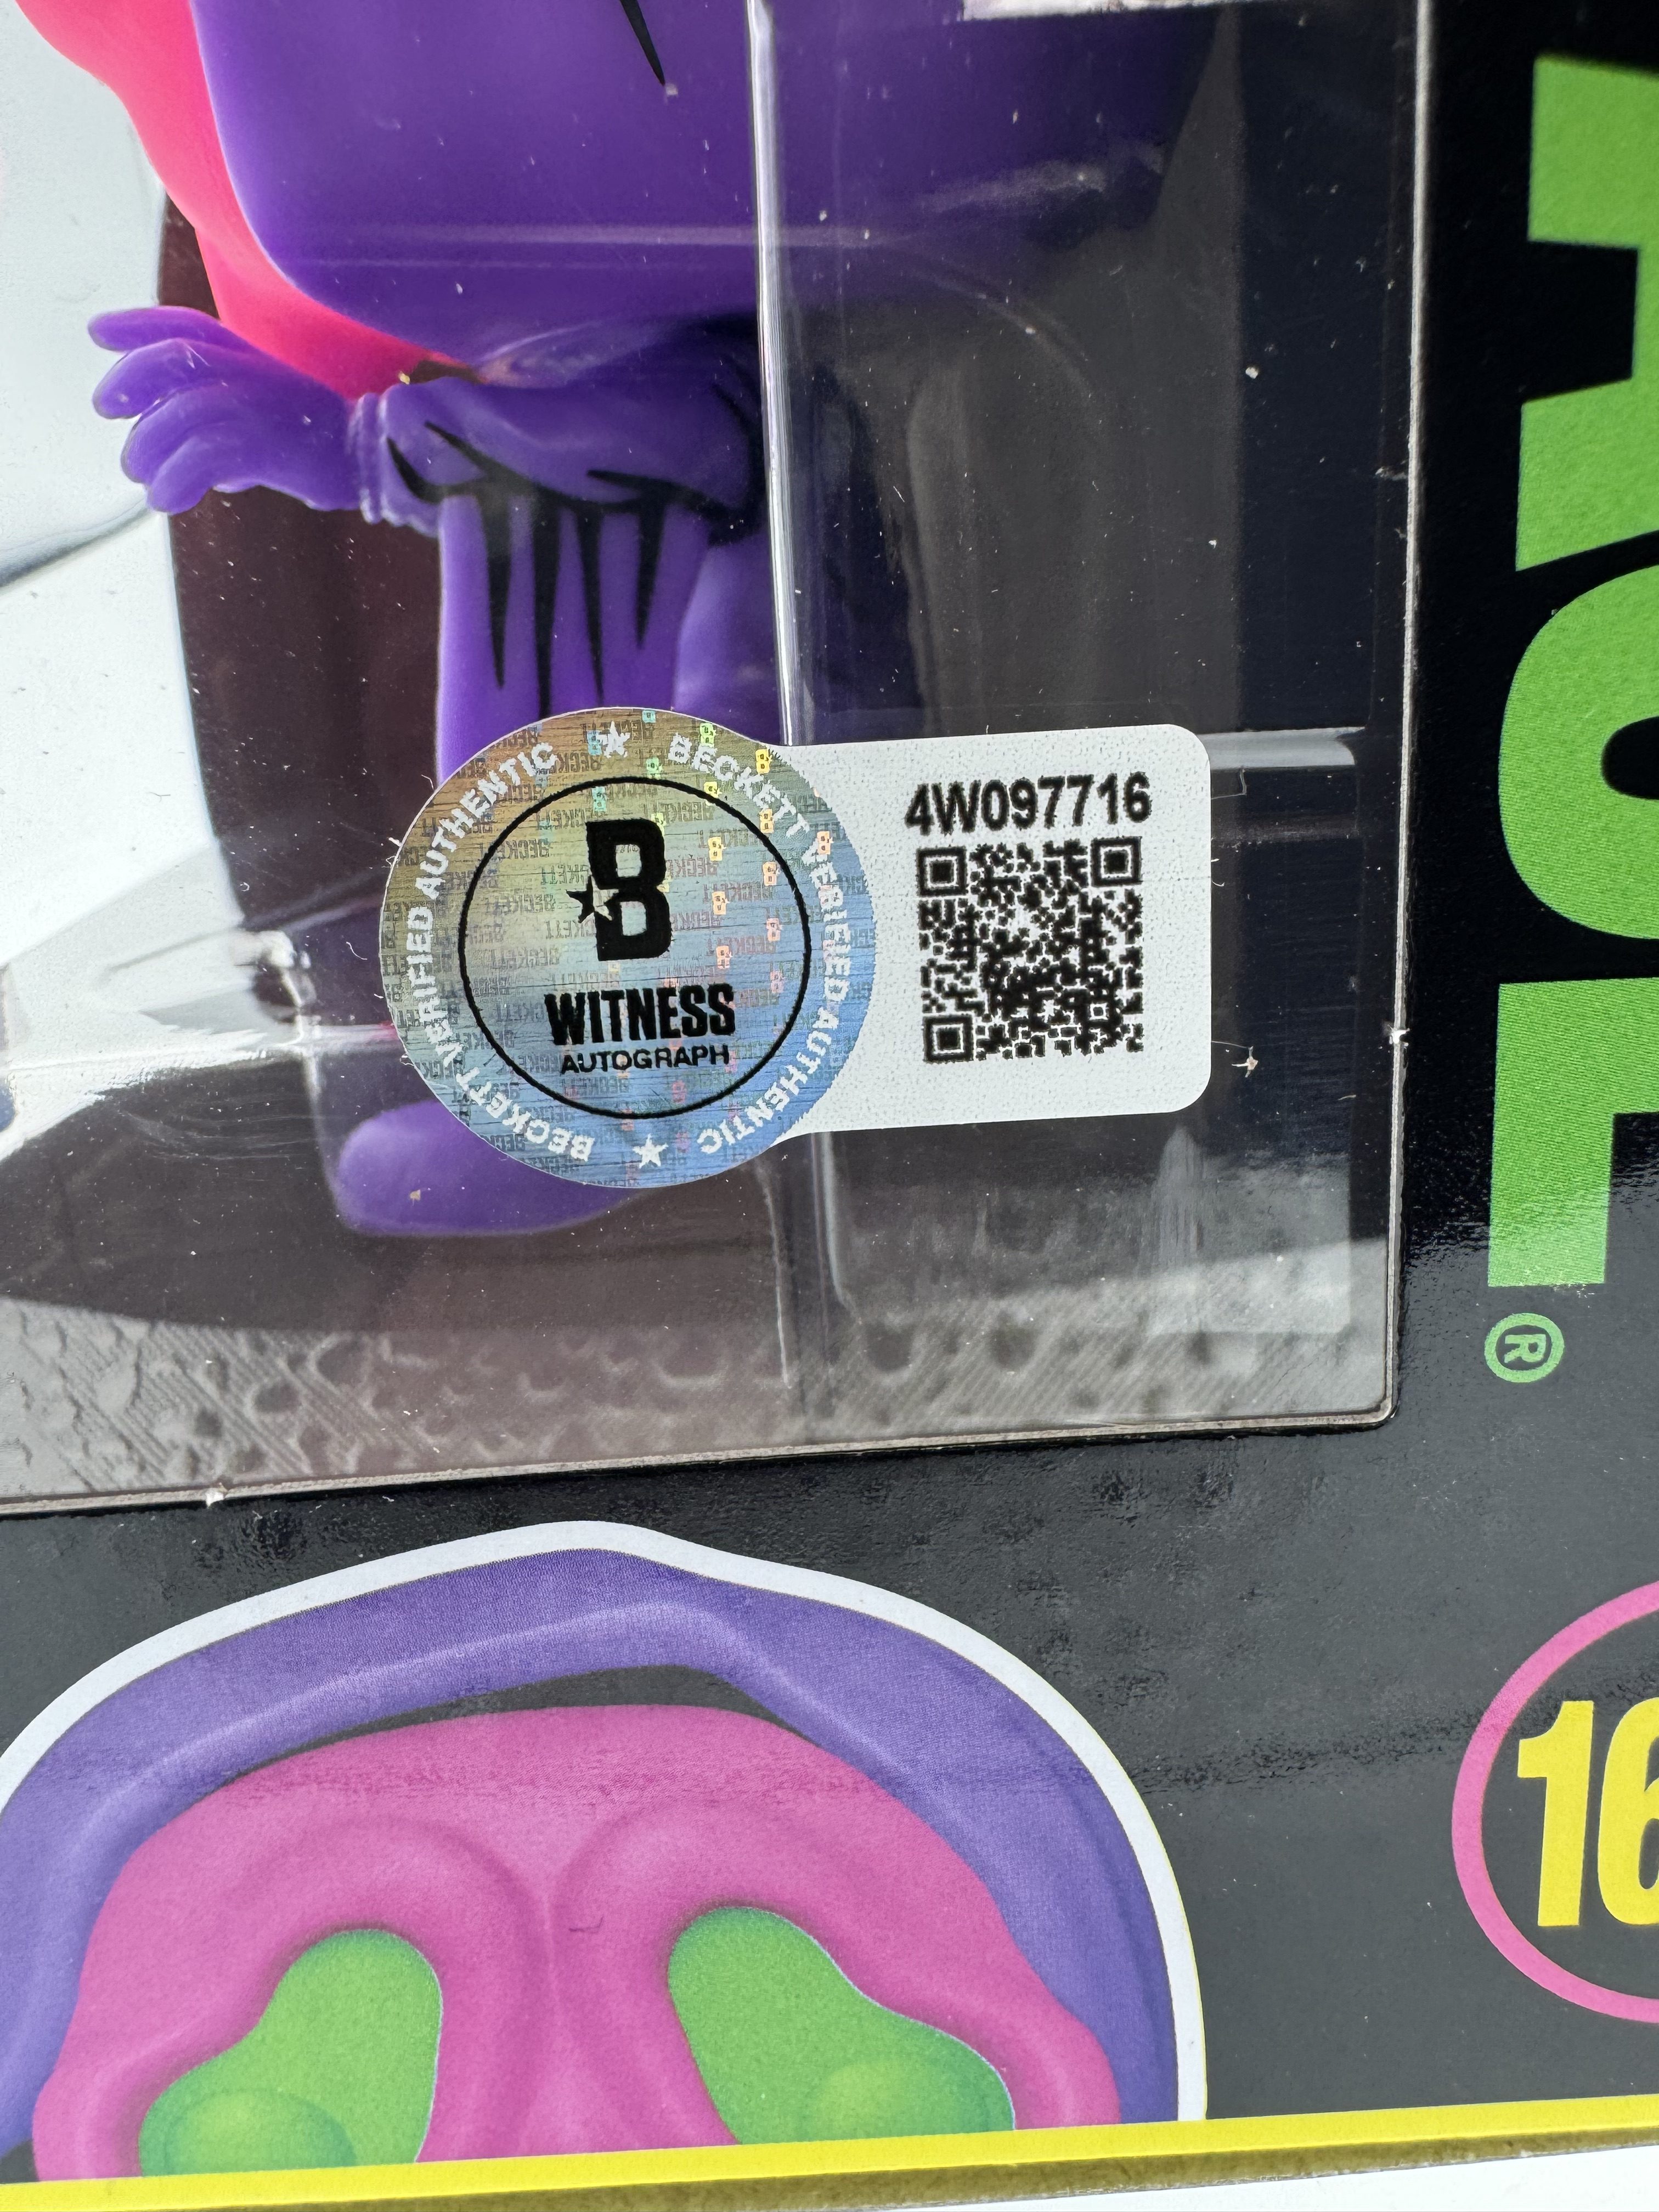 BECKETT VERIFIED AUTHENTIC ★ BECKETT VERIFIED AUTHENTIC ★
B
WITNESS
AUTOGRAPH
4W097716
®
16